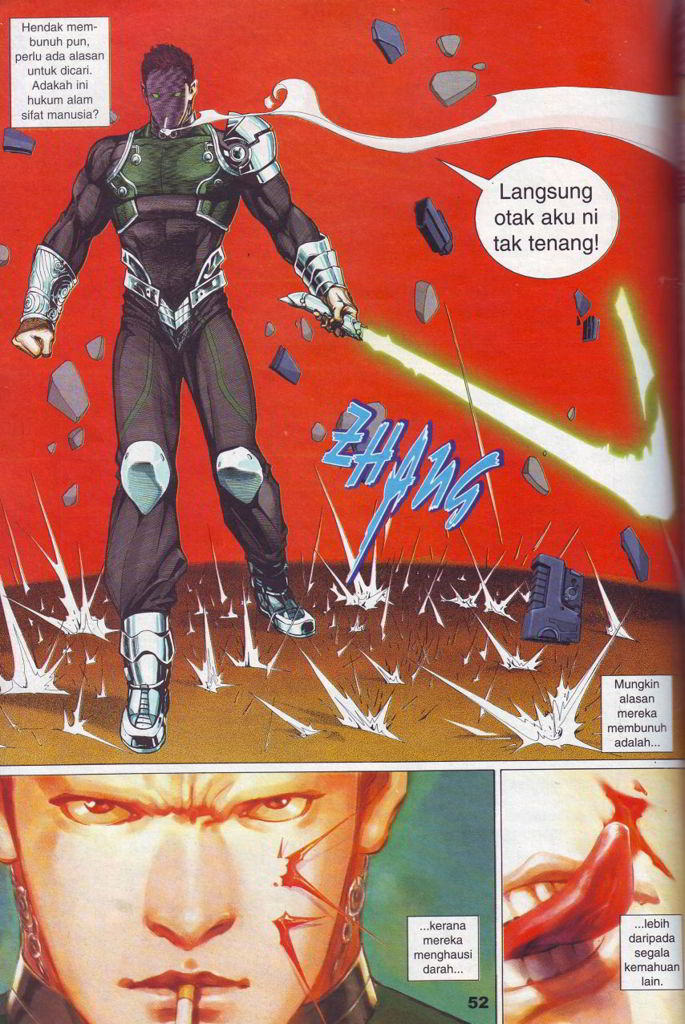 Hendak mem-
bunuh pun,
perlu ada alasan
untuk dicari.
Adakah ini
hukum alam
sifat manusia?
Langsung
otak aku ni
tak tenang!
ZHANG
Mungkin
alasan
mereka
membunuh
adalah...
...kerana
mereka
menghausi
darah...
...lebih
daripada
segala
kemahuan
lain.
52